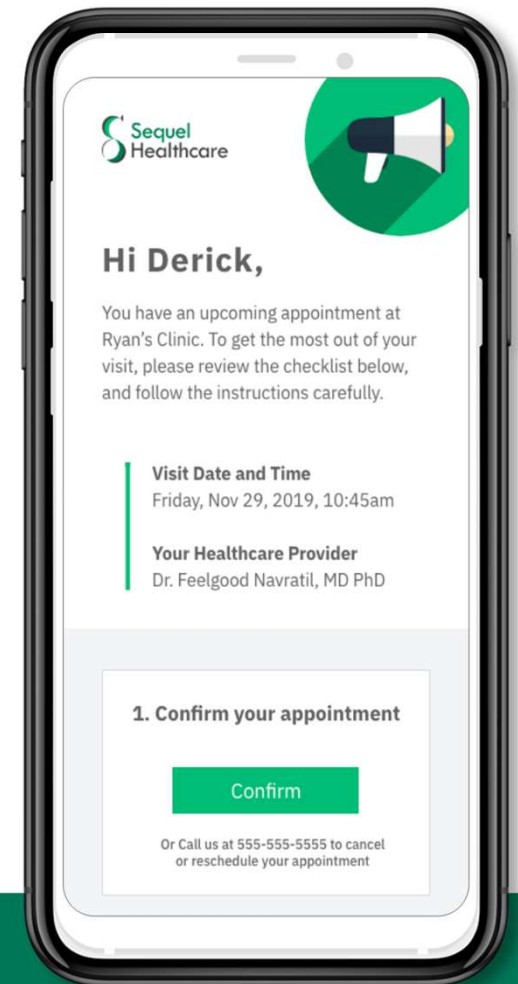 Sequel
Healthcare
Hi Derick,
You have an upcoming appointment at
Ryan's Clinic. To get the most out of your
visit, please review the checklist below,
and follow the instructions carefully.
Visit Date and Time
Friday, Nov 29, 2019, 10:45am
Your Healthcare Provider
Dr. Feelgood Navratil, MD PhD
1. Confirm your appointment
Confirm
Or Call us at 555-555-5555 to cancel
or reschedule your appointment